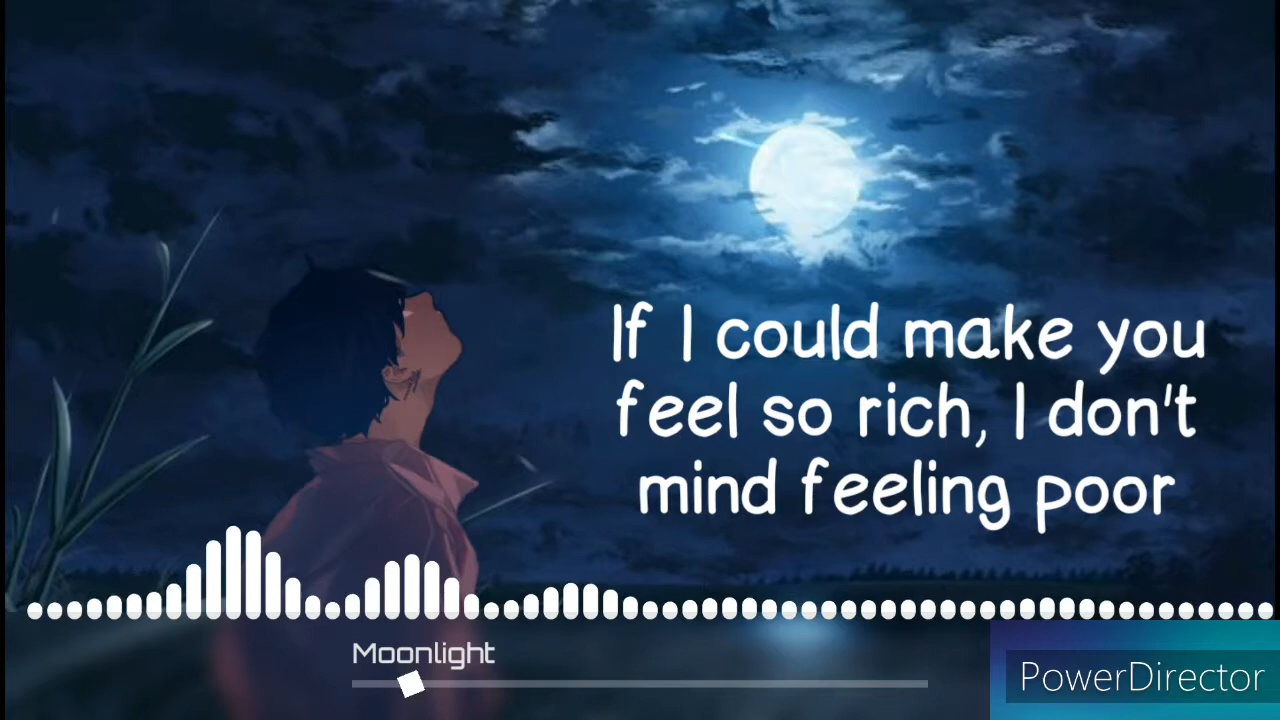 If I could make you
feel so rich, I don't
mind feeling poor
Moonlight
PowerDirector